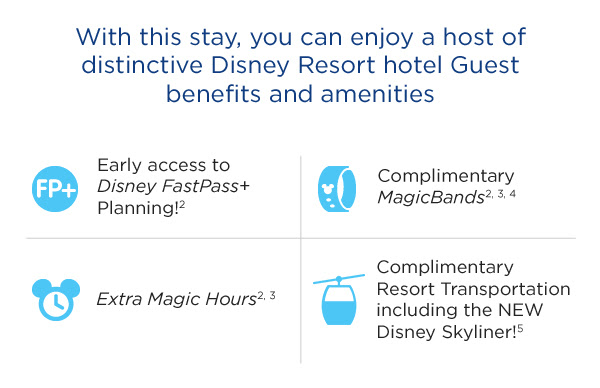 With this stay, you can enjoy a host of
distinctive Disney Resort hotel Guest
benefits and amenities
FP+
Early access to
Disney FastPass+
Planning!2
Complimentary
MagicBands2, 3, 4
Extra Magic Hours2, 3
Complimentary
Resort Transportation
including the NEW
Disney Skyliner!5